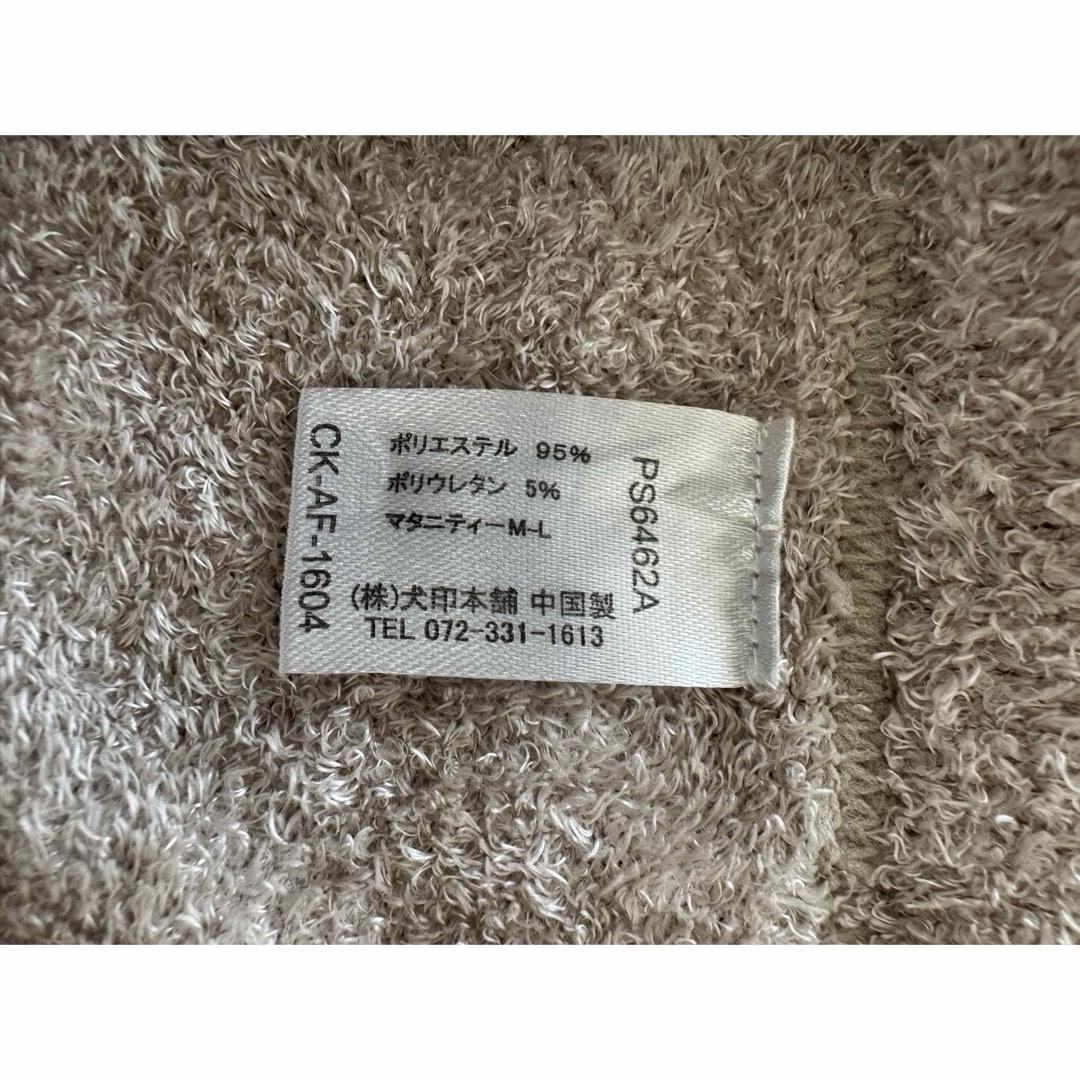 ポリエステル 95%
ポリウレタン 5%
マタニティーM-L
(株)犬印本舗 中国製
TEL 072-331-1613
CK-AF-1604
PS6462A